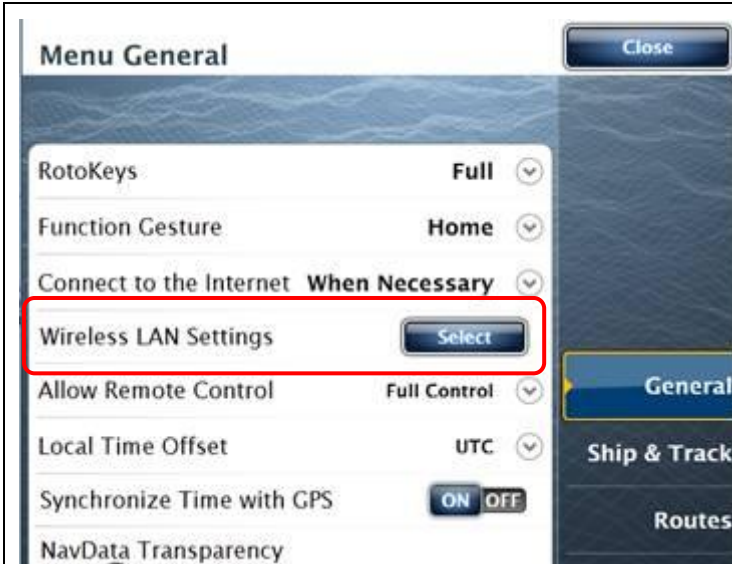 Menu General
Close
RotoKeys Full
Function Gesture Home
Connect to the Internet When Necessary
Wireless LAN Settings Select
Allow Remote Control Full Control
Local Time Offset UTC
Synchronize Time with GPS ON OFF
NavData Transparency
General
Ship & Track
Routes